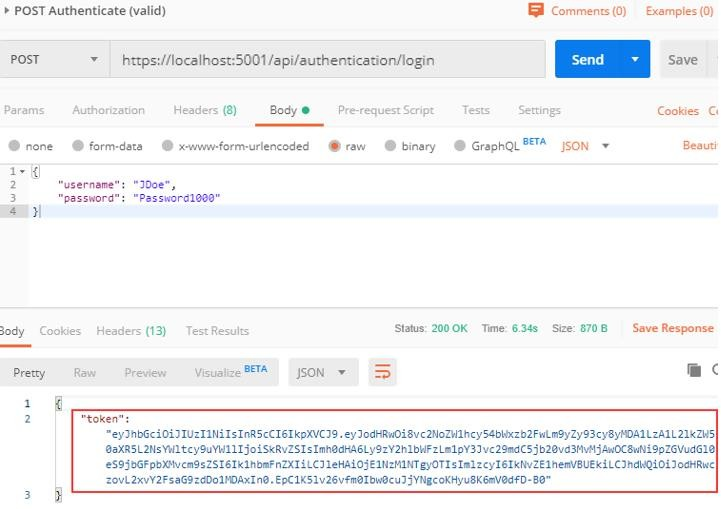 POST Authenticate (valid)
Comments (0)
Examples (0)
POST
https://localhost:5001/api/authentication/login
Send
Save
Params
Authorization
Headers (8)
Body
Pre-request Script
Tests
Settings
Cookies
none
form-data
x-www-form-urlencoded
raw
binary
GraphQL BETA
JSON
1 {
2 "username": "JDoe",
3 "password": "Password1000"
4 }
Body
Cookies
Headers (13)
Test Results
Status: 200 OK
Time: 6.34s
Size: 870 B
Save Response
Pretty
Raw
Preview
Visualize BETA
JSON
1 {
2 "token":
"eyJhbGciOiJIUzI1NiIsInR5cCI6IkpXVCJ9.eyJodHRwOi8vc2NoZW1hcy54bWxzb2FwLm9yZy93cy8yMDA1LzA1L2lkZW5
0aXR5L2NsYWltcy9uYW1lIjoiSkRvZSIsImh0dHA6Ly9zY2hlbWFzLm1pY3Jvc29mdC5jb20vd3MvMjAwOC8wNi9pZGVudGl0
eS9jbGFpbXMvcm9sZSI6Ik1hbmFnZXIiLCJleHAiOjE1NzM1NTgyOTIsImlzcyI6IkNvZE1hemVBUEkiLCJhdWQiOiJodHRwc
zovL2xvY2FsaG9zdDo1MDAxIn0.EpC1K5lv26vfm0Ibw0cuJjYNgcoKHyu8K6mV0dfD-B0"
3 }